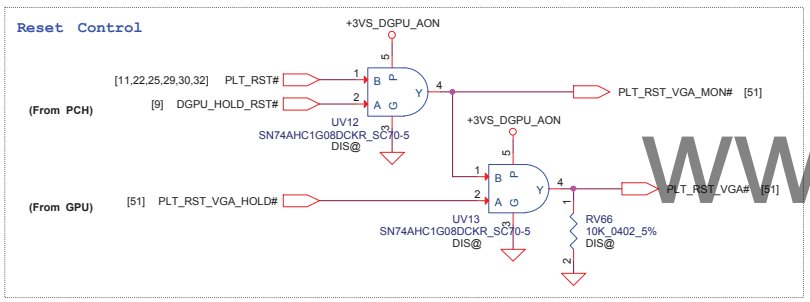 Reset Control
+3VS_DGPU_AON
5
[11,22,25,29,30,32] PLT_RST# 1 B P Y 4 PLT_RST_VGA_MON# [51]
(From PCH) [9] DGPU_HOLD_RST# 2 A G
3
UV12
SN74AHC1G08DCKR_SC70-5
DIS@
+3VS_DGPU_AON
5
1 B P Y 4 PLT_RST_VGA# [51]
(From GPU) [51] PLT_RST_VGA_HOLD# 2 A G
3
UV13
SN74AHC1G08DCKR_SC70-5
DIS@
1
RV66
10K_0402_5%
DIS@
2
WW